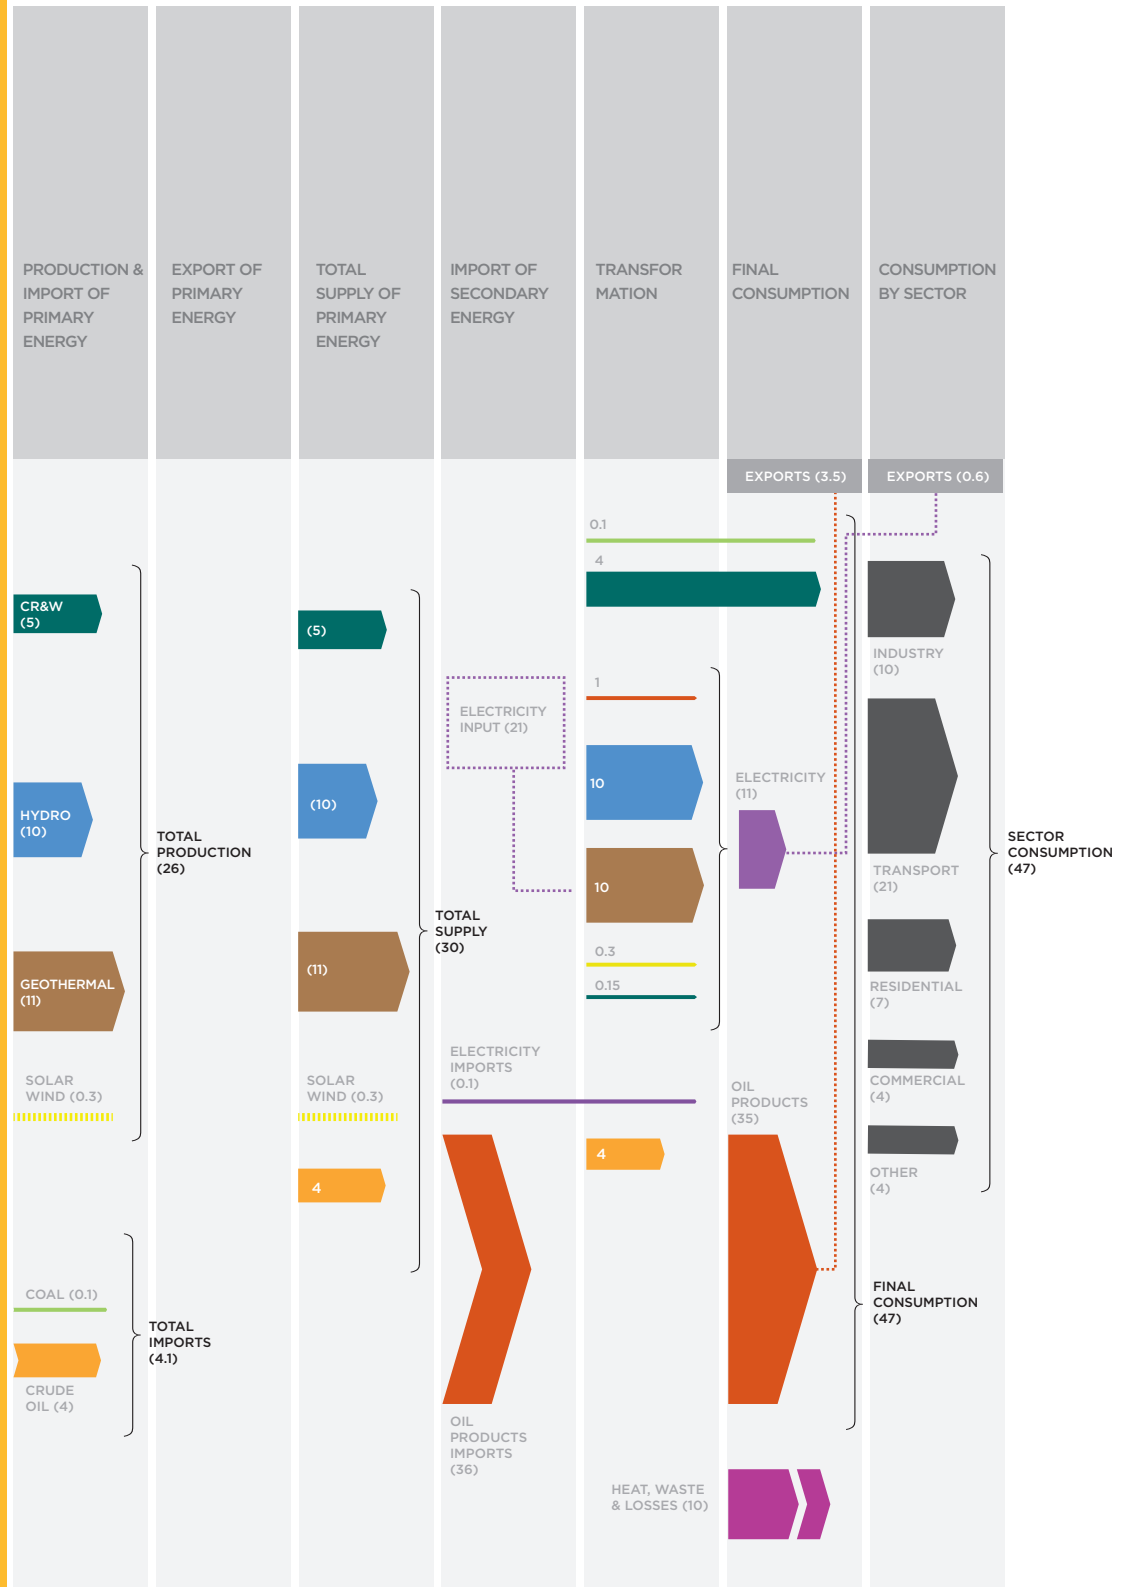 PRODUCTION &
IMPORT OF
PRIMARY
ENERGY
EXPORT OF
PRIMARY
ENERGY
TOTAL
SUPPLY OF
PRIMARY
ENERGY
IMPORT OF
SECONDARY
ENERGY
TRANSFOR
MATION
FINAL
CONSUMPTION
CONSUMPTION
BY SECTOR
EXPORTS (3.5)
EXPORTS (0.6)
CR&W
(5)
HYDRO
(10)
GEOTHERMAL
(11)
SOLAR
WIND (0.3)
TOTAL
PRODUCTION
(26)
COAL (0.1)
CRUDE
OIL (4)
TOTAL
IMPORTS
(4.1)
(5)
(10)
(11)
SOLAR
WIND (0.3)
4
TOTAL
SUPPLY
(30)
ELECTRICITY
INPUT (21)
ELECTRICITY
IMPORTS
(0.1)
OIL
PRODUCTS
IMPORTS
(36)
0.1
4
1
10
10
0.3
0.15
4
HEAT, WASTE
& LOSSES (10)
ELECTRICITY
(11)
OIL
PRODUCTS
(35)
FINAL
CONSUMPTION
(47)
INDUSTRY
(10)
TRANSPORT
(21)
RESIDENTIAL
(7)
COMMERCIAL
(4)
OTHER
(4)
SECTOR
CONSUMPTION
(47)